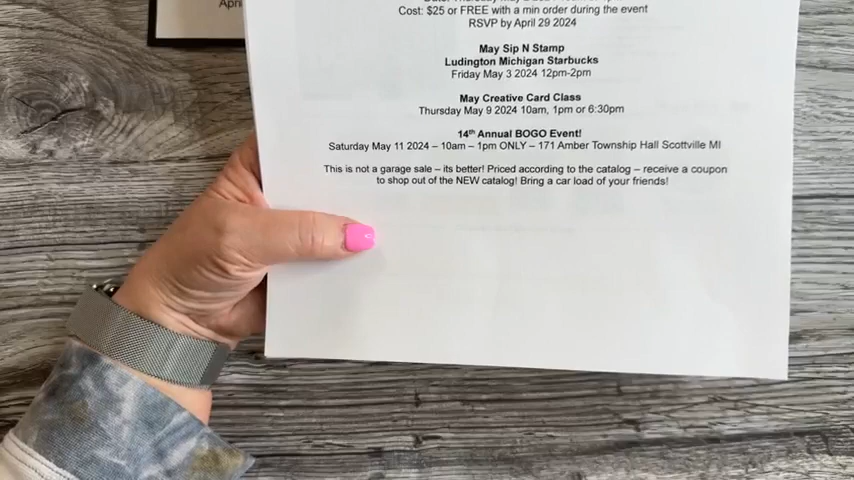 April
Cost: $25 or FREE with a min order during the event
RSVP by April 29 2024
May Sip N Stamp
Ludington Michigan Starbucks
Friday May 3 2024 12pm-2pm
May Creative Card Class
Thursday May 9 2024 10am, 1pm or 6:30pm
14th Annual BOGO Event!
Saturday May 11 2024 – 10am – 1pm ONLY – 171 Amber Township Hall Scottville MI
This is not a garage sale – its better! Priced according to the catalog – receive a coupon
to shop out of the NEW catalog! Bring a car load of your friends!